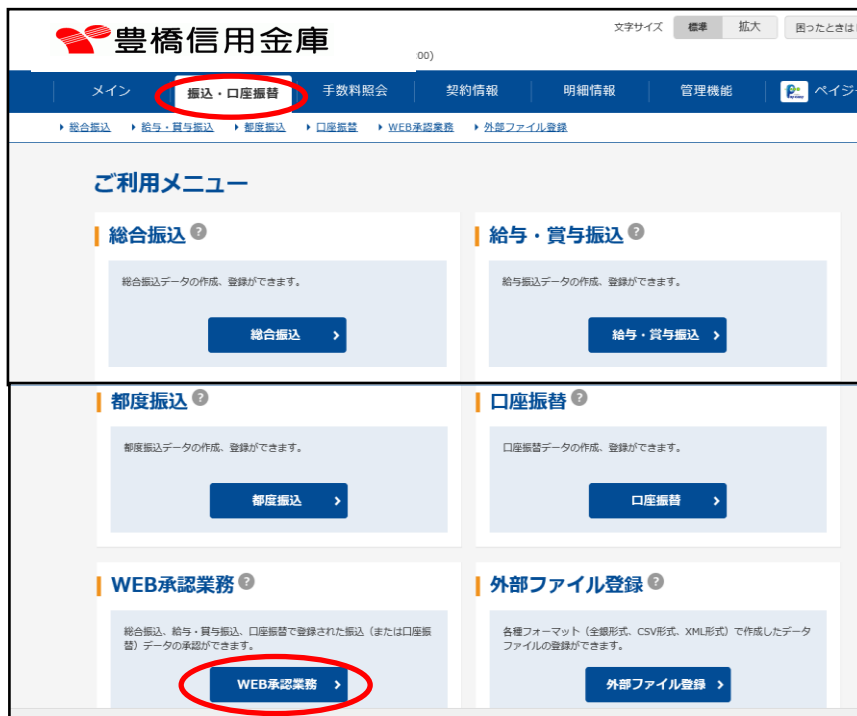 豊橋信用金庫
文字サイズ 標準 拡大 困ったときは
:00)
メイン 振込・口座振替 手数料照会 契約情報 明細情報 管理機能 ペイジー
総合振込 給与・賞与振込 都度振込 口座振替 WEB承認業務 外部ファイル登録
ご利用メニュー
総合振込 ?
総合振込データの作成、登録ができます。
総合振込
給与・賞与振込 ?
給与振込データの作成、登録ができます。
給与・賞与振込
都度振込 ?
都度振込データの作成、登録ができます。
都度振込
口座振替 ?
口座振替データの作成、登録ができます。
口座振替
WEB承認業務 ?
総合振込、給与・賞与振込、口座振替で登録された振込（または口座振
替）データの承認ができます。
WEB承認業務
外部ファイル登録 ?
各種フォーマット（全銀形式、CSV形式、XML形式）で作成したデータ
ファイルの登録ができます。
外部ファイル登録